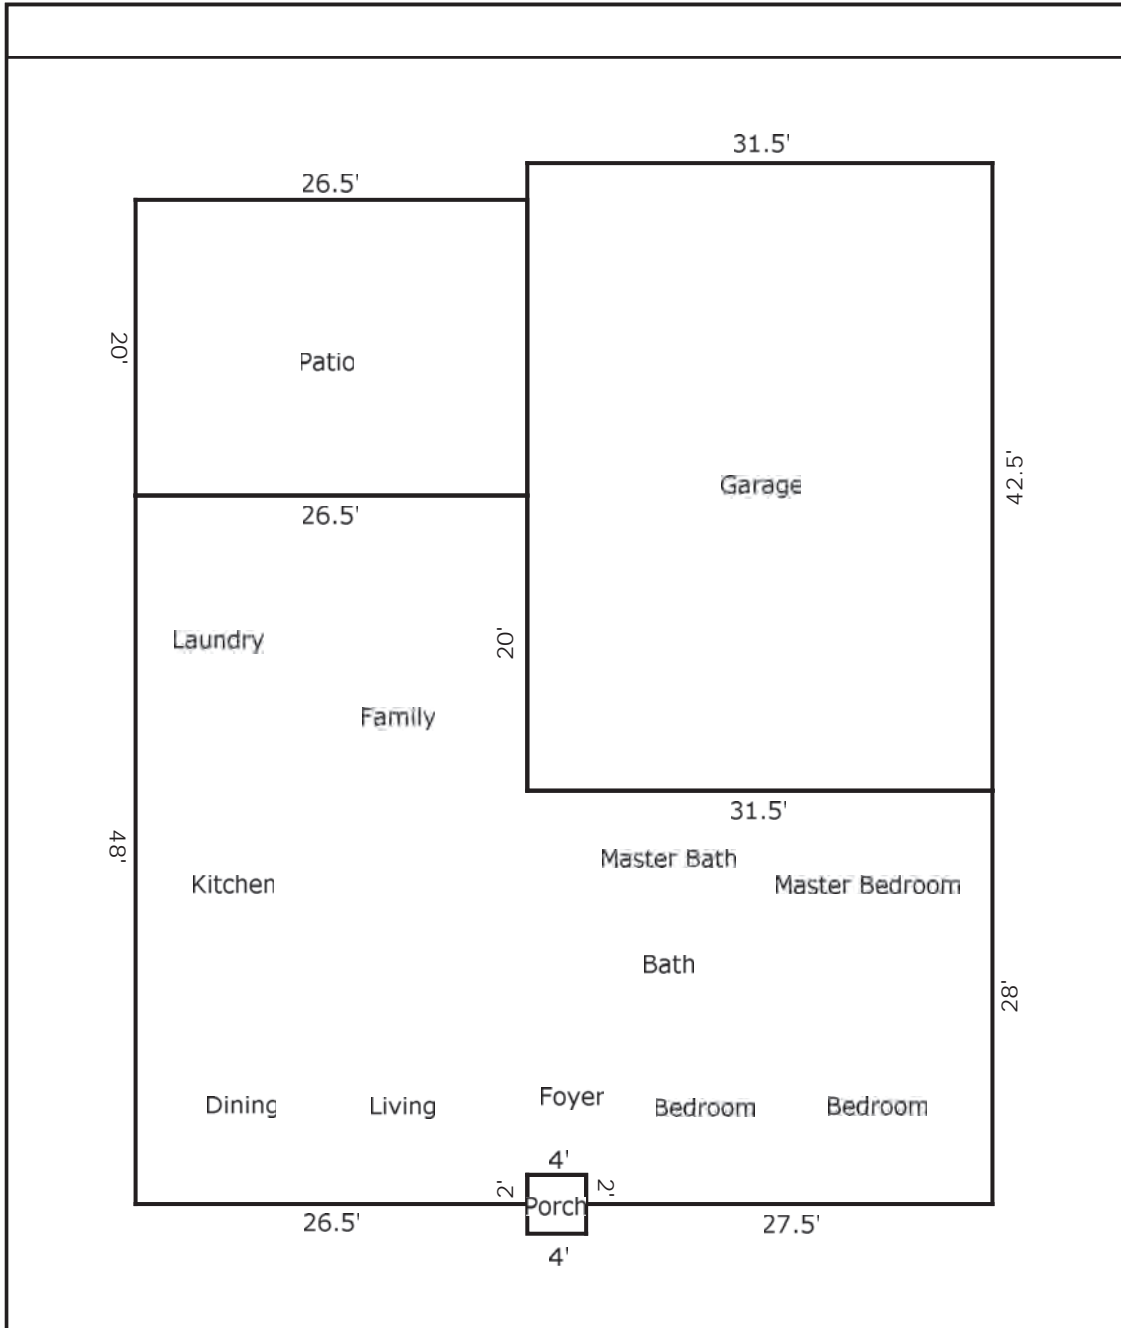 31.5'
26.5'
20'
Patio
42.5'
Garage
26.5'
Laundry
20'
Family
31.5'
48'
Master Bath
Kitchen
Master Bedroom
Bath
28'
Dining
Living
Foyer
Bedroom
Bedroom
4'
2'
2'
Porch
26.5'
27.5'
4'